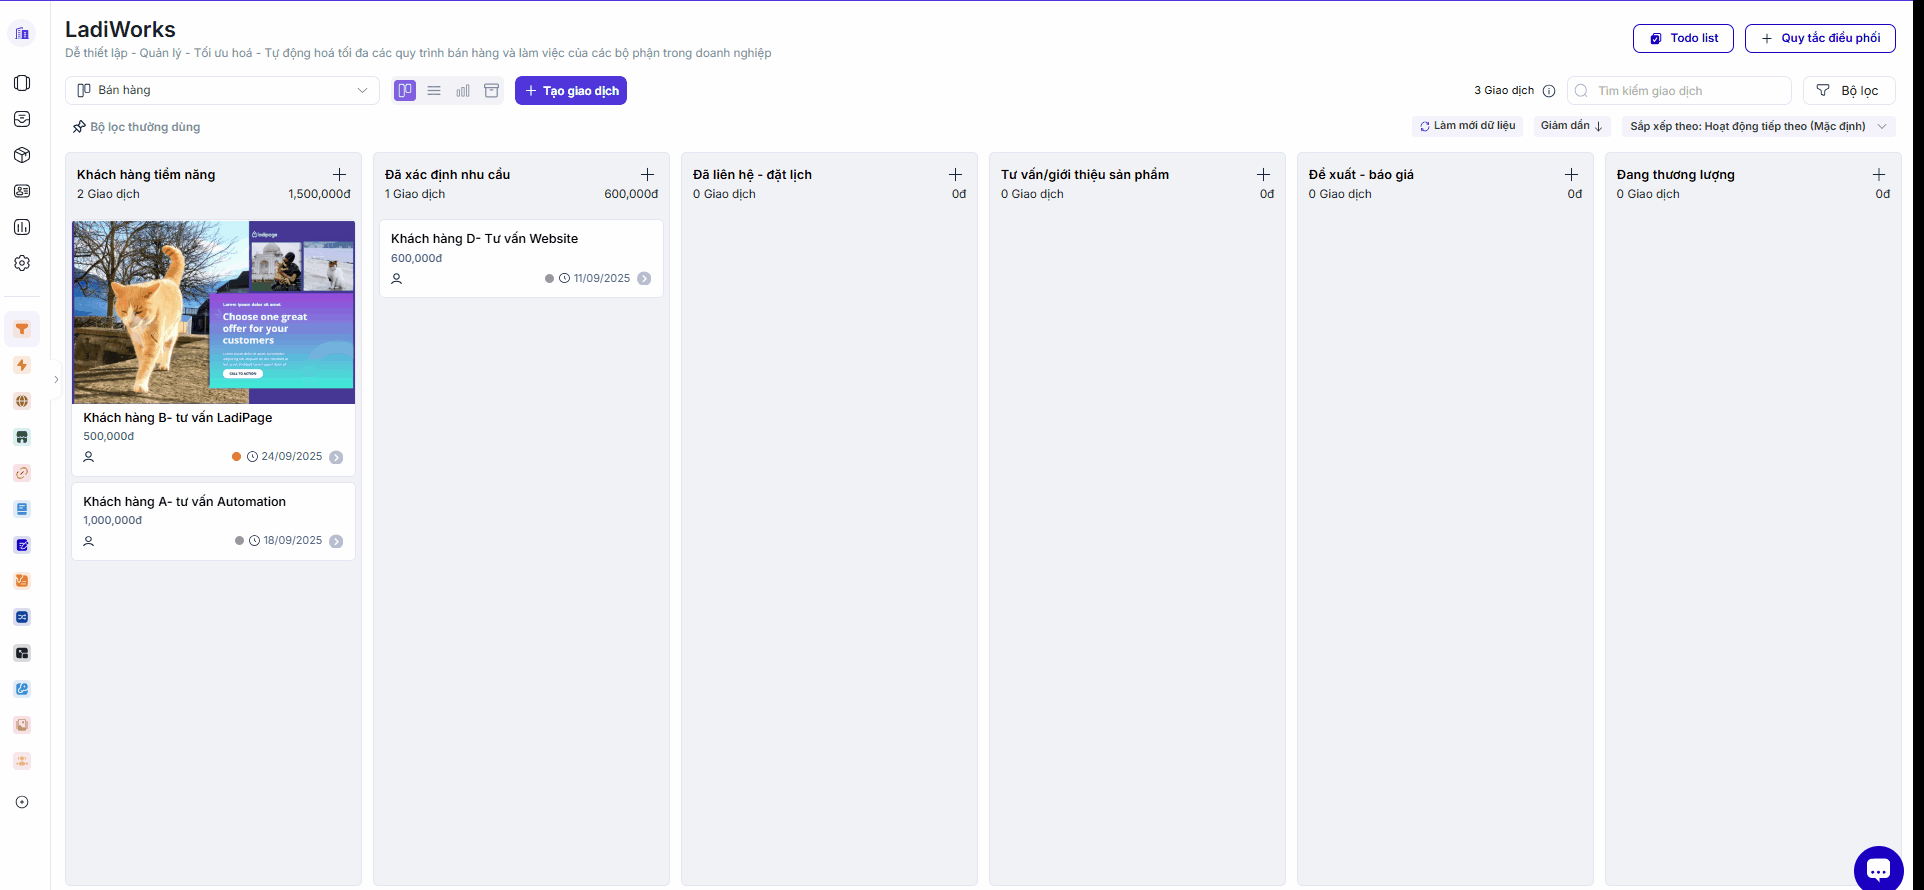 LadiWorks
Dễ thiết lập - Quản lý - Tối ưu hoá - Tự động hoá tối đa các quy trình bán hàng và làm việc của các bộ phận trong doanh nghiệp
Todo list
Quy tắc điều phối
Bán hàng
Tạo giao dịch
3 Giao dịch
Tìm kiếm giao dịch
Bộ lọc
Bộ lọc thường dùng
Làm mới dữ liệu
Giảm dần
Sắp xếp theo: Hoạt động tiếp theo (Mặc định)
Khách hàng tiềm năng
2 Giao dịch
1,500,000đ
ladipage
Lorem ipsum dolor sit amet
Choose one great
offer for your
customers
CALL TO ACTION
Khách hàng B- tư vấn LadiPage
500,000đ
24/09/2025
Khách hàng A- tư vấn Automation
1,000,000đ
18/09/2025
Đã xác định nhu cầu
1 Giao dịch
600,000đ
Khách hàng D- Tư vấn Website
600,000đ
11/09/2025
Đã liên hệ - đặt lịch
0 Giao dịch
0đ
Tư vấn/giới thiệu sản phẩm
0 Giao dịch
0đ
Đề xuất - báo giá
0 Giao dịch
0đ
Đang thương lượng
0 Giao dịch
0đ